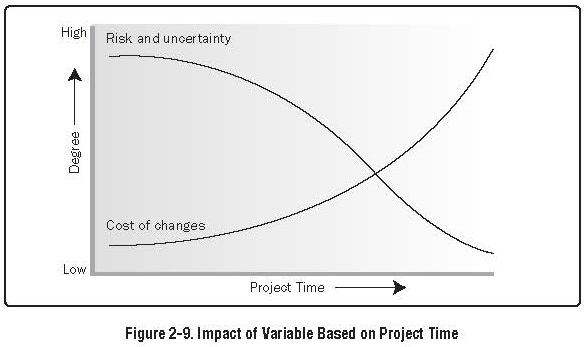 High
Risk and uncertainty
Degree
Cost of changes
Low
Project Time
Figure 2-9. Impact of Variable Based on Project Time